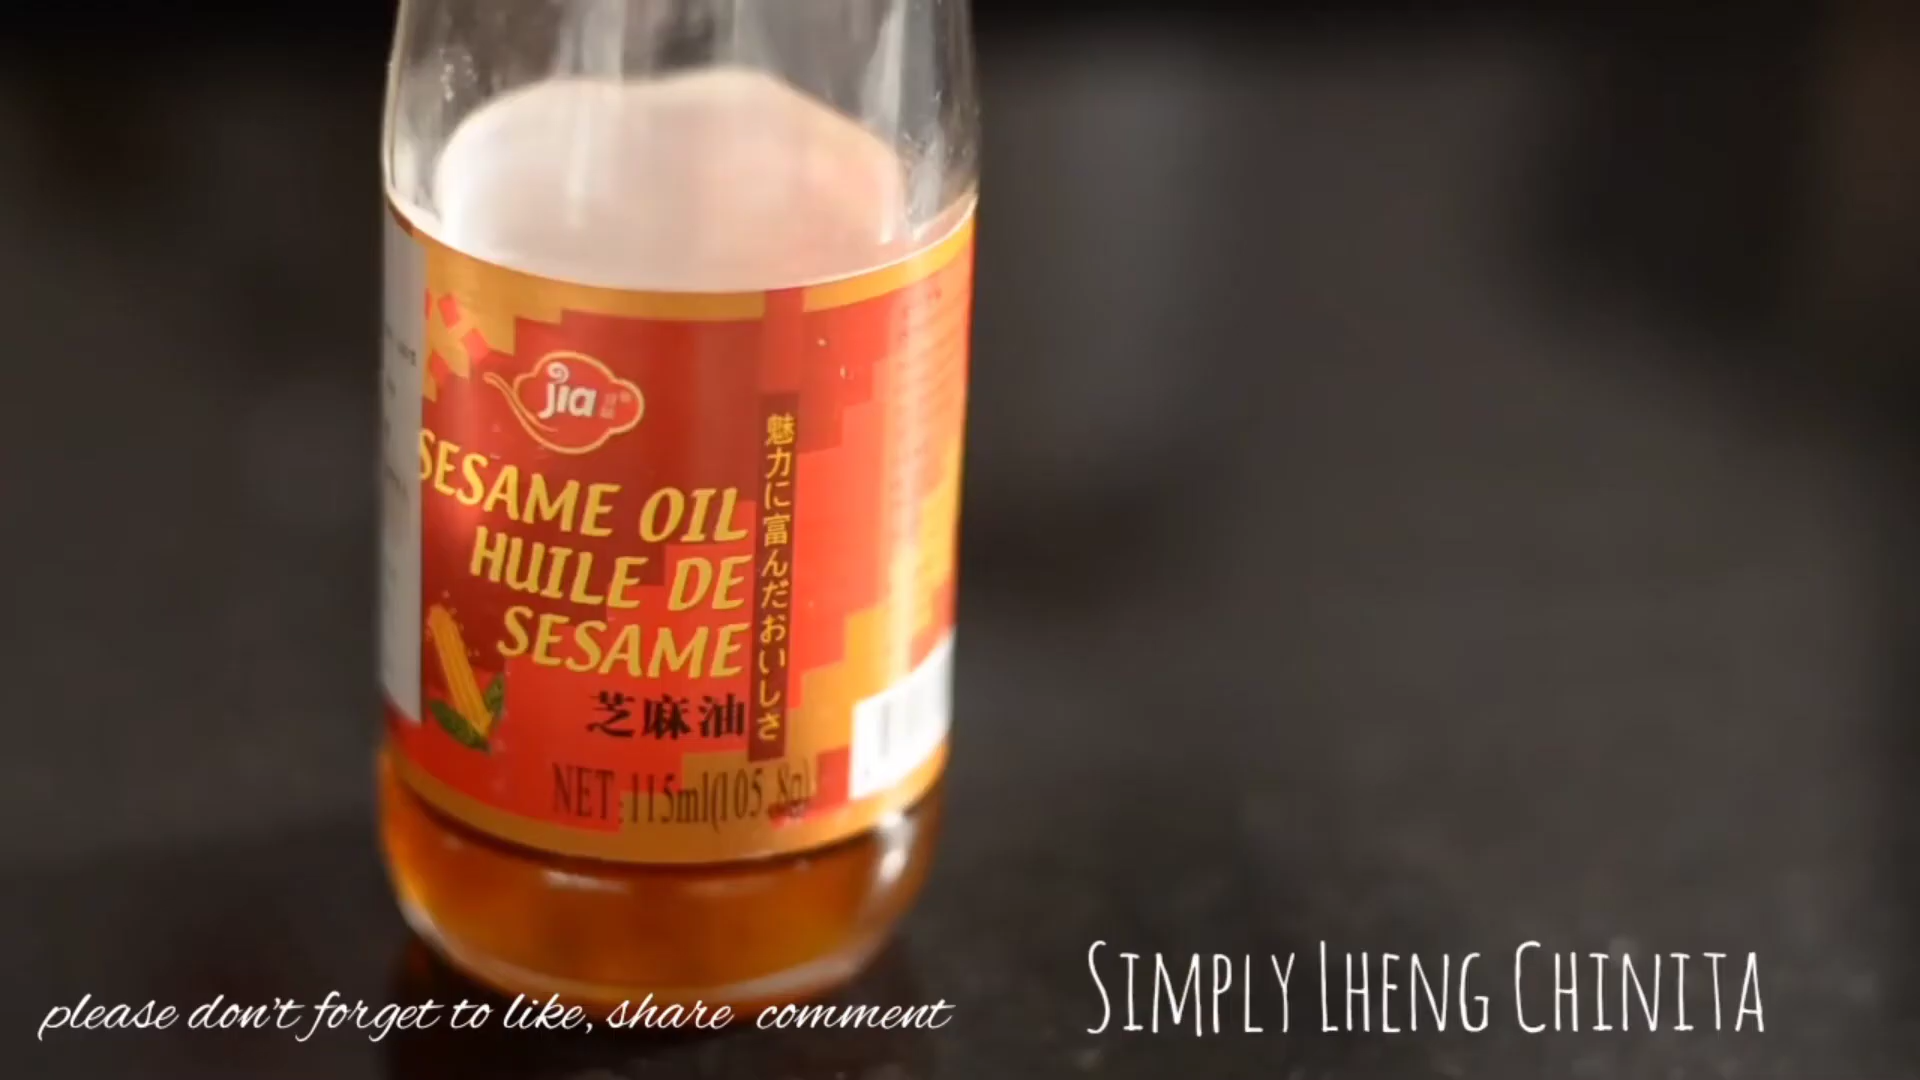 jia
SESAME OIL
HUILE DE
SESAME
芝麻油
魅力に富んだおいしさ
NET:115ml(105.8g)
please don't forget to like, share comment
SIMPLY LHENG CHINITA